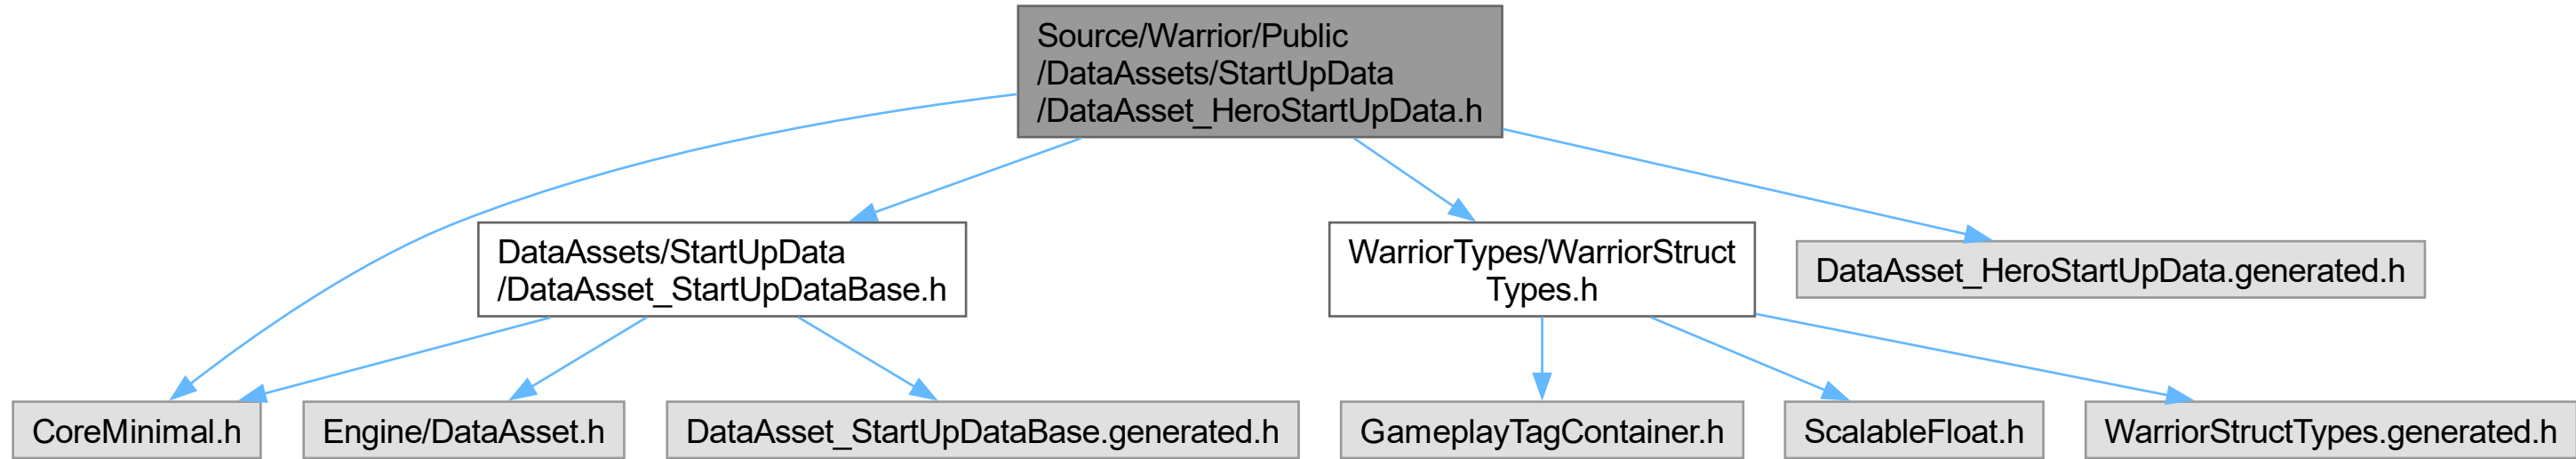 Source/Warrior/Public
/DataAssets/StartUpData
/DataAsset_HeroStartUpData.h
DataAssets/StartUpData
/DataAsset_StartUpDataBase.h
WarriorTypes/WarriorStruct
Types.h
DataAsset_HeroStartUpData.generated.h
CoreMinimal.h
Engine/DataAsset.h
DataAsset_StartUpDataBase.generated.h
GameplayTagContainer.h
ScalableFloat.h
WarriorStructTypes.generated.h